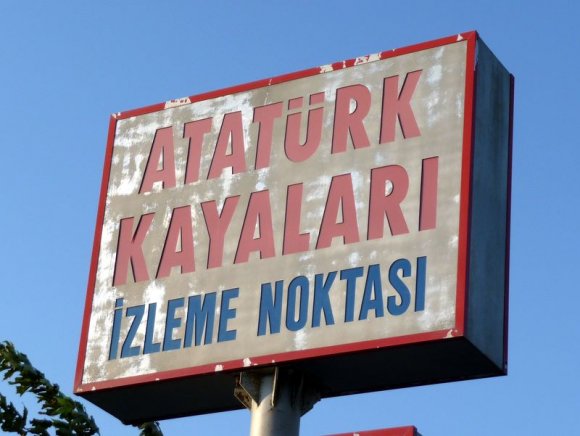 ATATÜRK
KAYALARI
İZLEME NOKTASI